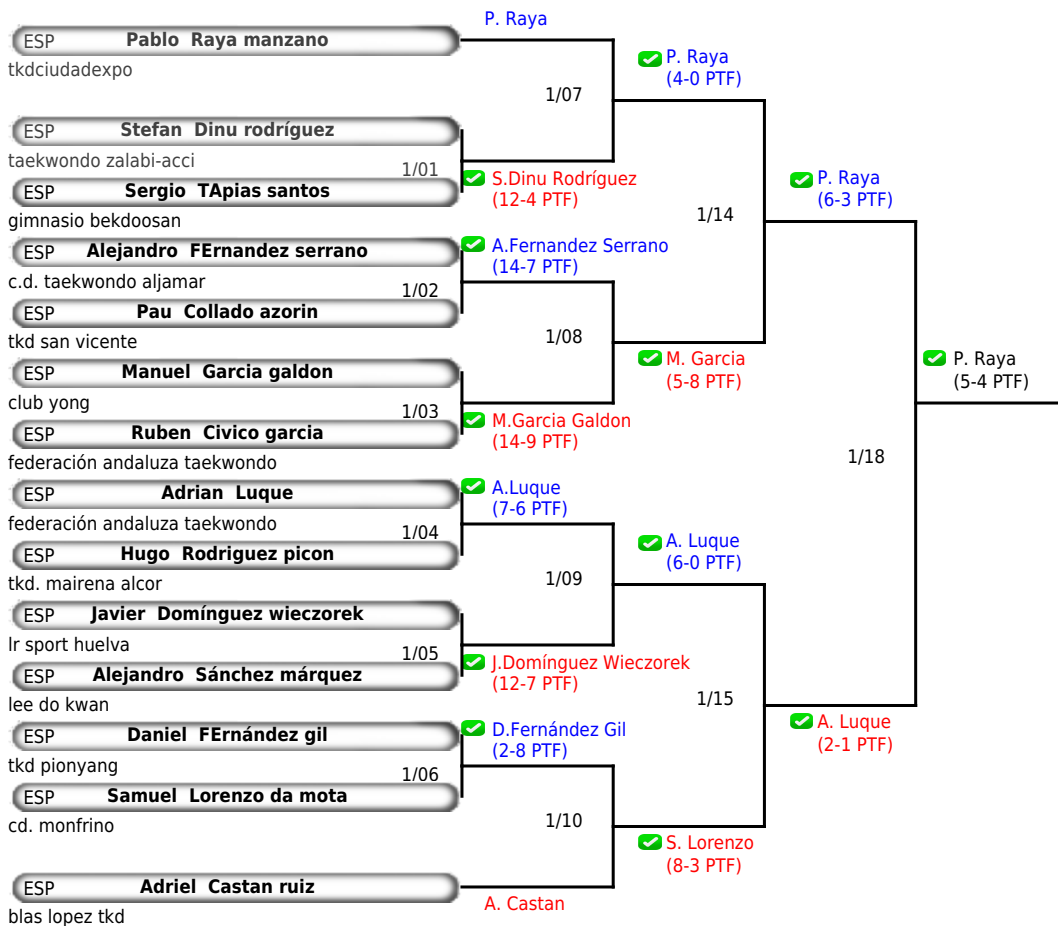 P. Raya
ESP Pablo Raya manzano
tkdciudadexpo
1/07
P. Raya
(4-0 PTF)
ESP Stefan Dinu rodríguez
taekwondo zalabi-acci
1/01
ESP Sergio TApias santos
gimnasio bekdoosan
S.Dinu Rodríguez
(12-4 PTF)
1/14
P. Raya
(6-3 PTF)
ESP Alejandro FErnandez serrano
c.d. taekwondo aljamar
A.Fernandez Serrano
(14-7 PTF)
1/02
ESP Pau Collado azorin
tkd san vicente
1/08
ESP Manuel Garcia galdon
club yong
M. Garcia
(5-8 PTF)
P. Raya
(5-4 PTF)
1/03
ESP Ruben Civico garcia
federación andaluza taekwondo
M.Garcia Galdon
(14-9 PTF)
1/18
ESP Adrian Luque
federación andaluza taekwondo
A.Luque
(7-6 PTF)
1/04
ESP Hugo Rodriguez picon
tkd. mairena alcor
A. Luque
(6-0 PTF)
1/09
ESP Javier Domínguez wieczorek
lr sport huelva
1/05
ESP Alejandro Sánchez márquez
lee do kwan
J.Domínguez Wieczorek
(12-7 PTF)
1/15
A. Luque
(2-1 PTF)
ESP Daniel FErnández gil
tkd pionyang
D.Fernández Gil
(2-8 PTF)
1/06
ESP Samuel Lorenzo da mota
cd. monfrino
1/10
S. Lorenzo
(8-3 PTF)
ESP Adriel Castan ruiz
blas lopez tkd
A. Castan